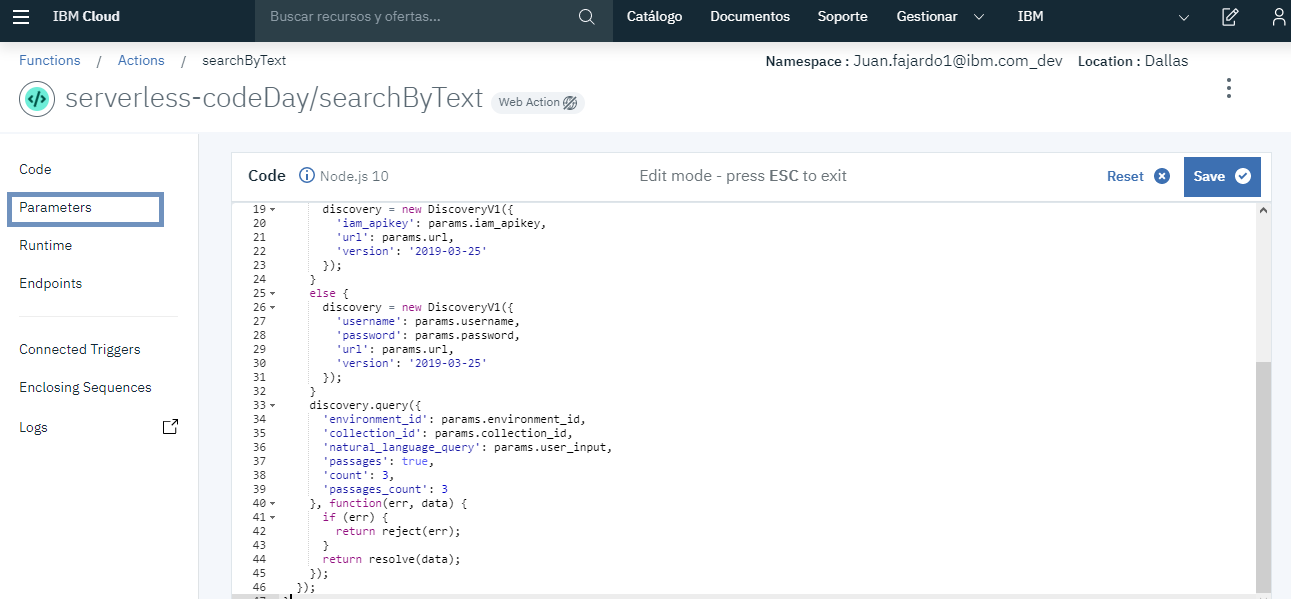 IBM Cloud
Buscar recursos y ofertas...
Catálogo Documentos Soporte Gestionar IBM
Functions / Actions / searchByText
Namespace : Juan.fajardo1@ibm.com_dev Location : Dallas
</> serverless-codeDay/searchByText Web Action
Code
Parameters
Runtime
Endpoints
Connected Triggers
Enclosing Sequences
Logs
Code Node.js 10 Edit mode - press ESC to exit Reset Save
19 discovery = new DiscoveryV1({
20 'iam_apikey': params.iam_apikey,
21 'url': params.url,
22 'version': '2019-03-25'
23 });
24 }
25 else {
26 discovery = new DiscoveryV1({
27 'username': params.username,
28 'password': params.password,
29 'url': params.url,
30 'version': '2019-03-25'
31 });
32 }
33 discovery.query({
34 'environment_id': params.environment_id,
35 'collection_id': params.collection_id,
36 'natural_language_query': params.user_input,
37 'passages': true,
38 'count': 3,
39 'passages_count': 3
40 }, function(err, data) {
41 if (err) {
42 return reject(err);
43 }
44 return resolve(data);
45 });
46 });